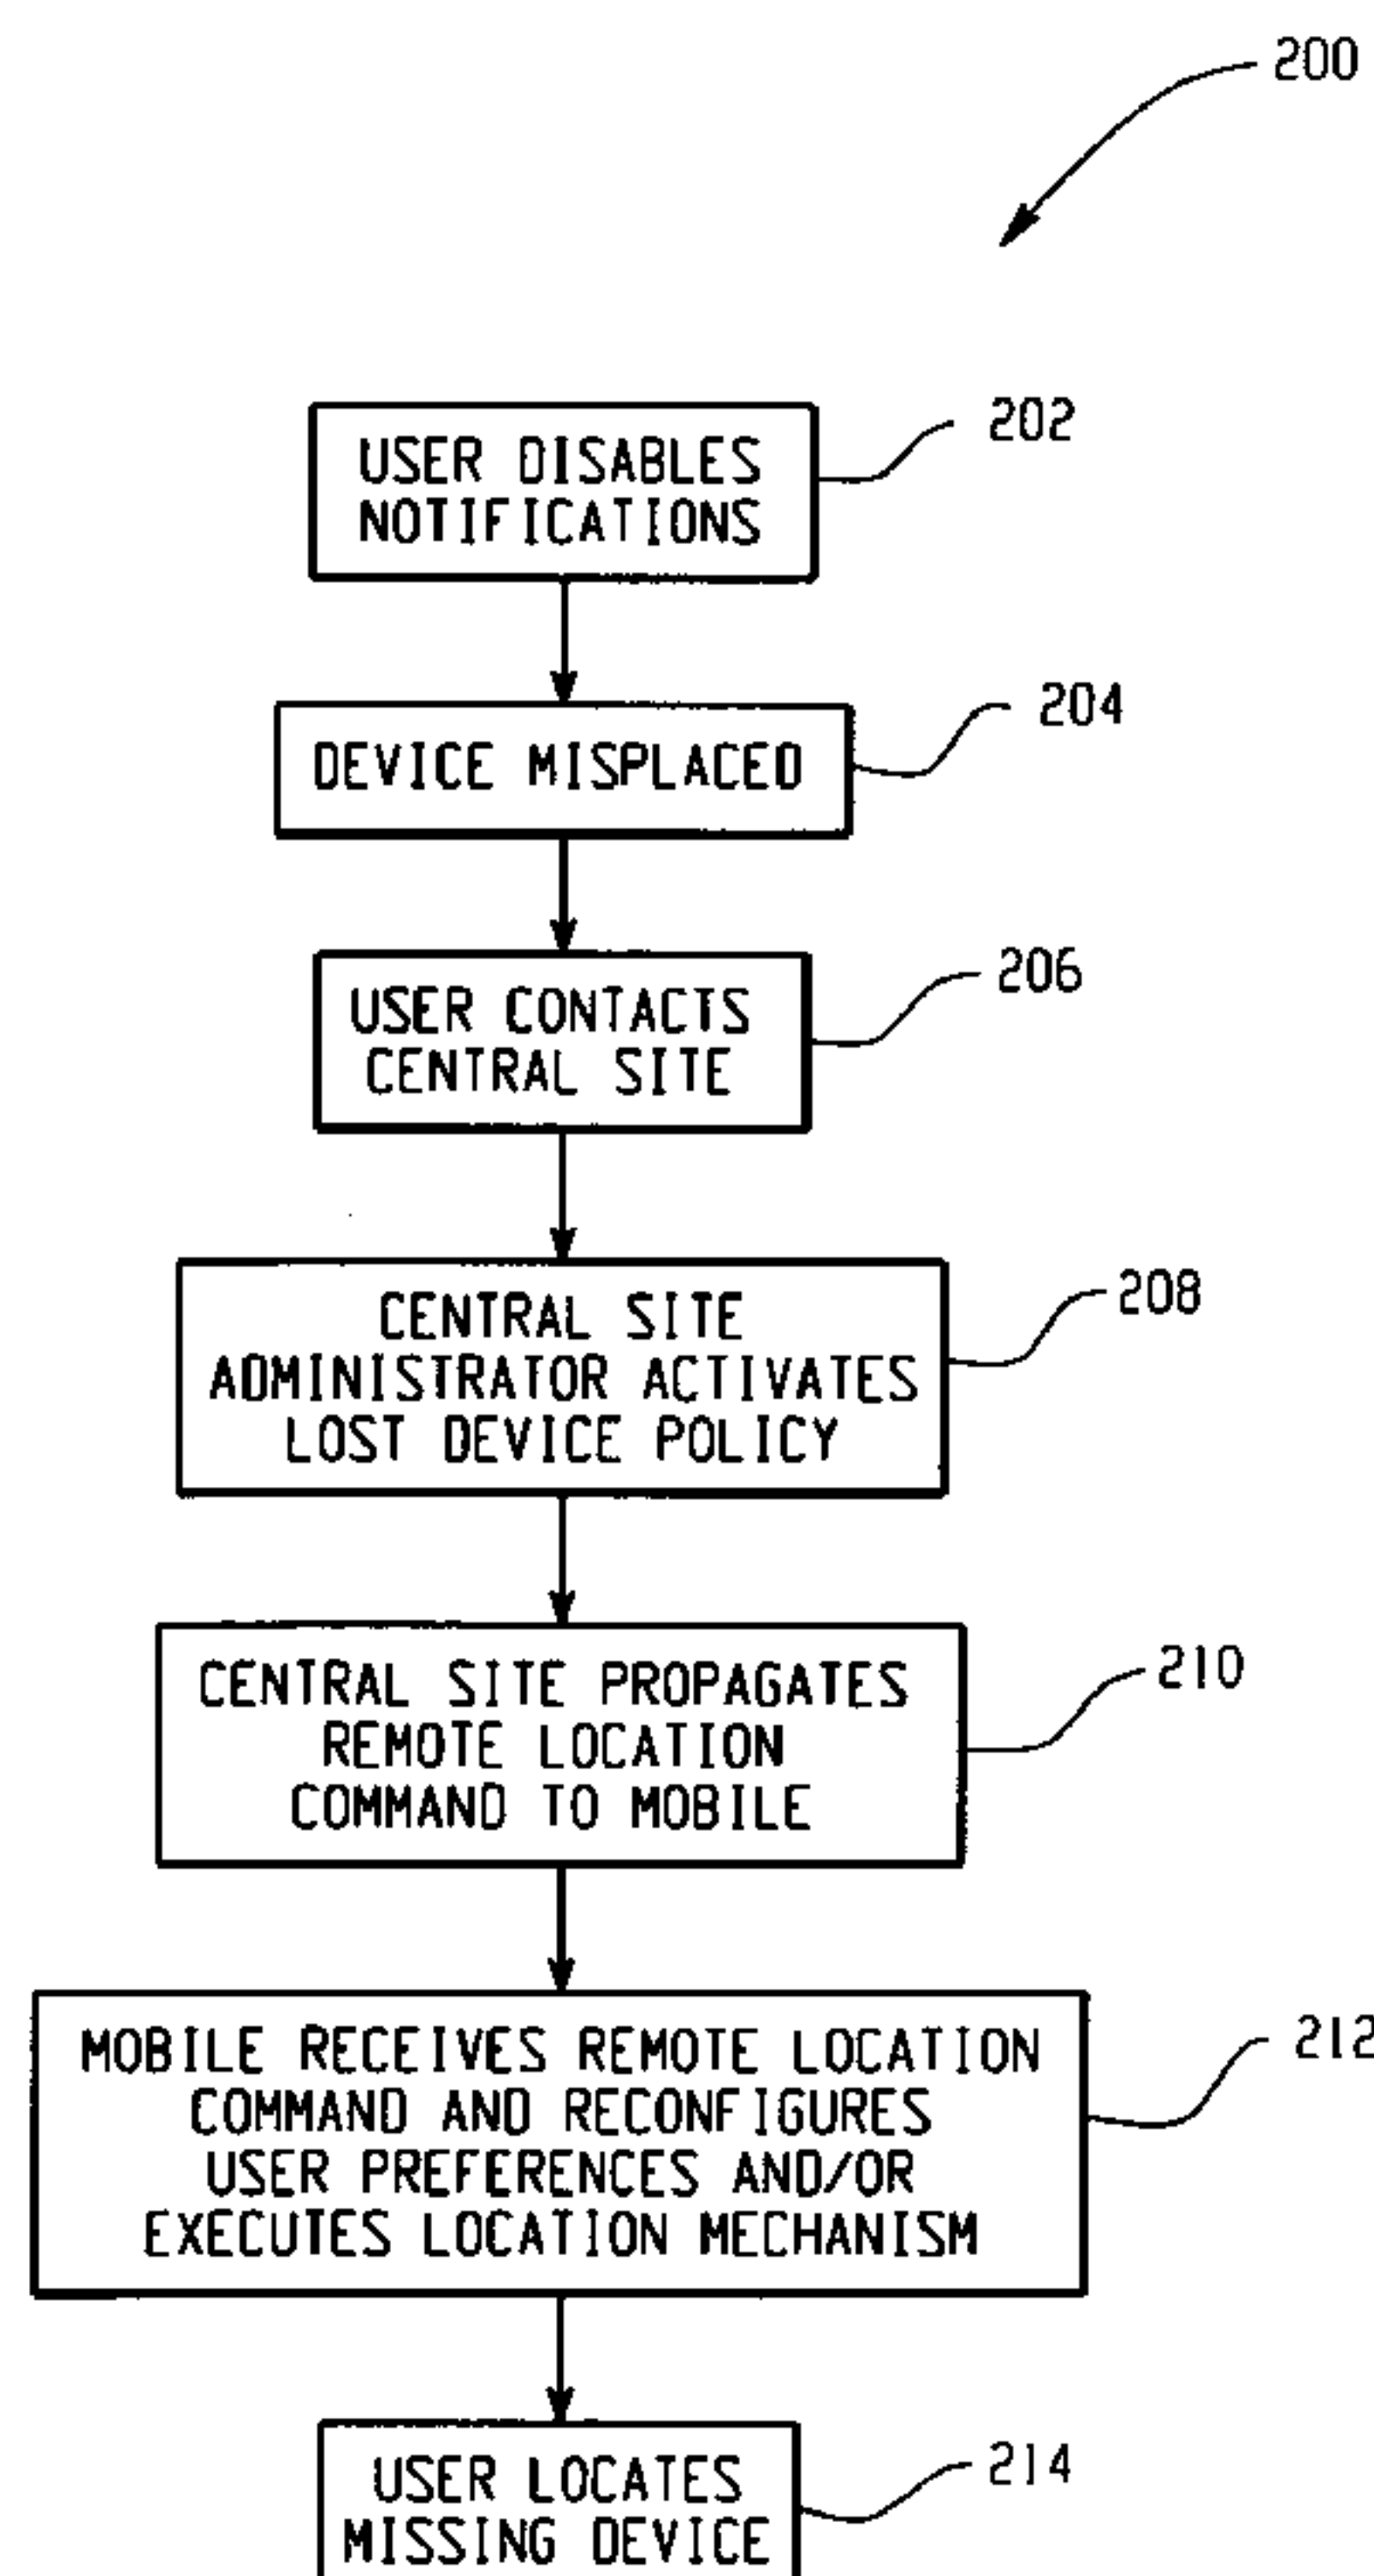 200
USER DISABLES
NOTIFICATIONS
202
DEVICE MISPLACED
204
USER CONTACTS
CENTRAL SITE
206
CENTRAL SITE
ADMINISTRATOR ACTIVATES
LOST DEVICE POLICY
208
CENTRAL SITE PROPAGATES
REMOTE LOCATION
COMMAND TO MOBILE
210
MOBILE RECEIVES REMOTE LOCATION
COMMAND AND RECONFIGURES
USER PREFERENCES AND/OR
EXECUTES LOCATION MECHANISM
212
USER LOCATES
MISSING DEVICE
214